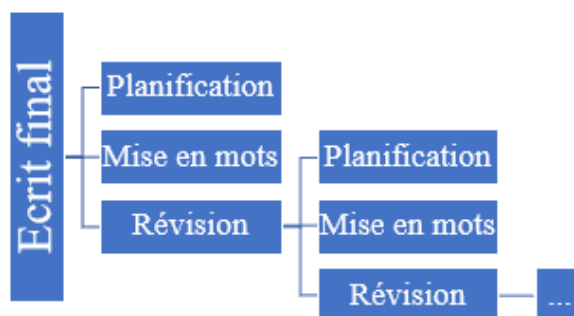 Ecrit final
Planification
Mise en mots
Révision
Planification
Mise en mots
Révision
...